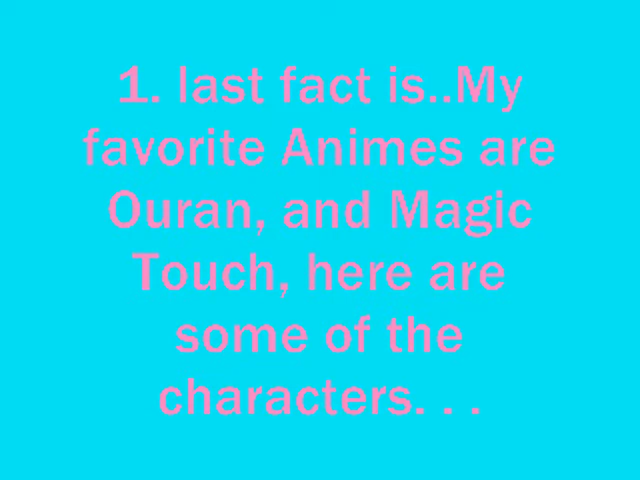 1. last fact is..My
favorite Animes are
Ouran, and Magic
Touch, here are
some of the
characters. . .